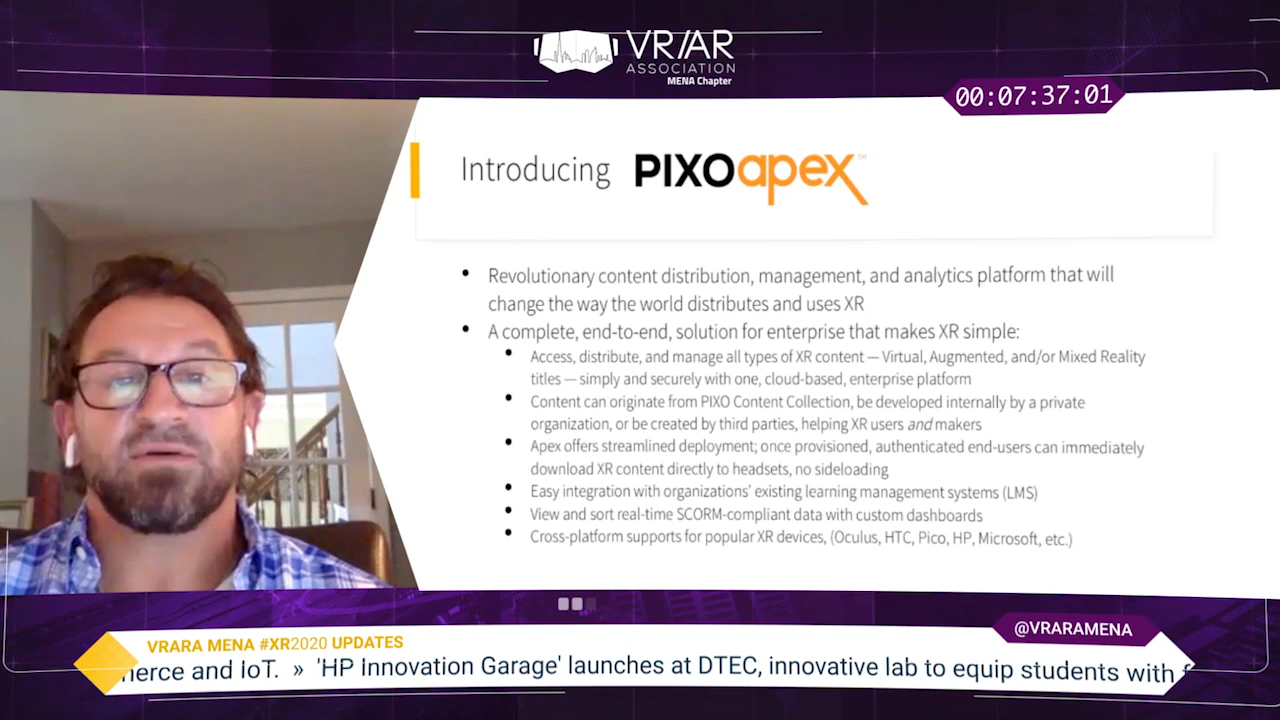 VR/AR
ASSOCIATION
MENA Chapter
00:07:37:01
Introducing PIXOapex™
• Revolutionary content distribution, management, and analytics platform that will
change the way the world distributes and uses XR
• A complete, end-to-end, solution for enterprise that makes XR simple:
• Access, distribute, and manage all types of XR content — Virtual, Augmented, and/or Mixed Reality
titles — simply and securely with one, cloud-based, enterprise platform
• Content can originate from PIXO Content Collection, be developed internally by a private
organization, or be created by third parties, helping XR users and makers
• Apex offers streamlined deployment; once provisioned, authenticated end-users can immediately
download XR content directly to headsets, no sideloading
• Easy integration with organizations’ existing learning management systems (LMS)
• View and sort real-time SCORM-compliant data with custom dashboards
• Cross-platform supports for popular XR devices, (Oculus, HTC, Pico, HP, Microsoft, etc.)
@VRARAMENA
VRARA MENA #XR2020 UPDATES
nerce and IoT. » 'HP Innovation Garage' launches at DTEC, innovative lab to equip students with